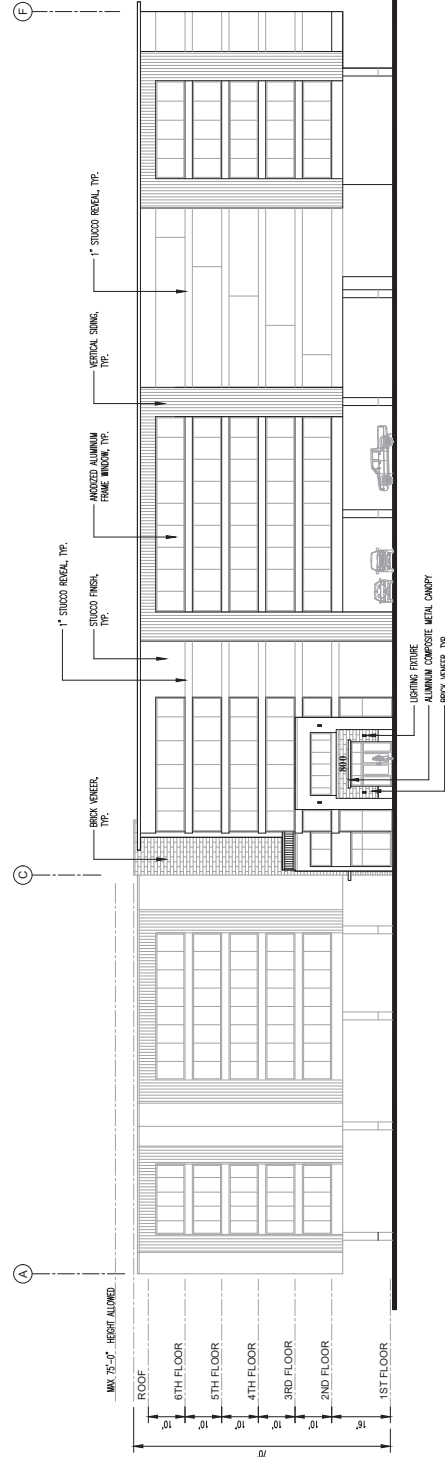 A
C
F
MAX 75'-0" HEIGHT ALLOWED
ROOF
6TH FLOOR
5TH FLOOR
4TH FLOOR
3RD FLOOR
2ND FLOOR
1ST FLOOR
10'
10'
10'
10'
10'
16'
70'
BRICK VENEER,
TYP.
1" STUCCO REVEAL, TYP.
STUCCO FINISH,
TYP.
ANODIZED ALUMINUM
FRAME WINDOW, TYP.
VERTICAL SIDING,
TYP.
1" STUCCO REVEAL, TYP.
800
LIGHTING FIXTURE
ALUMINUM COMPOSITE METAL CANOPY
BRICK VENEER, TYP.